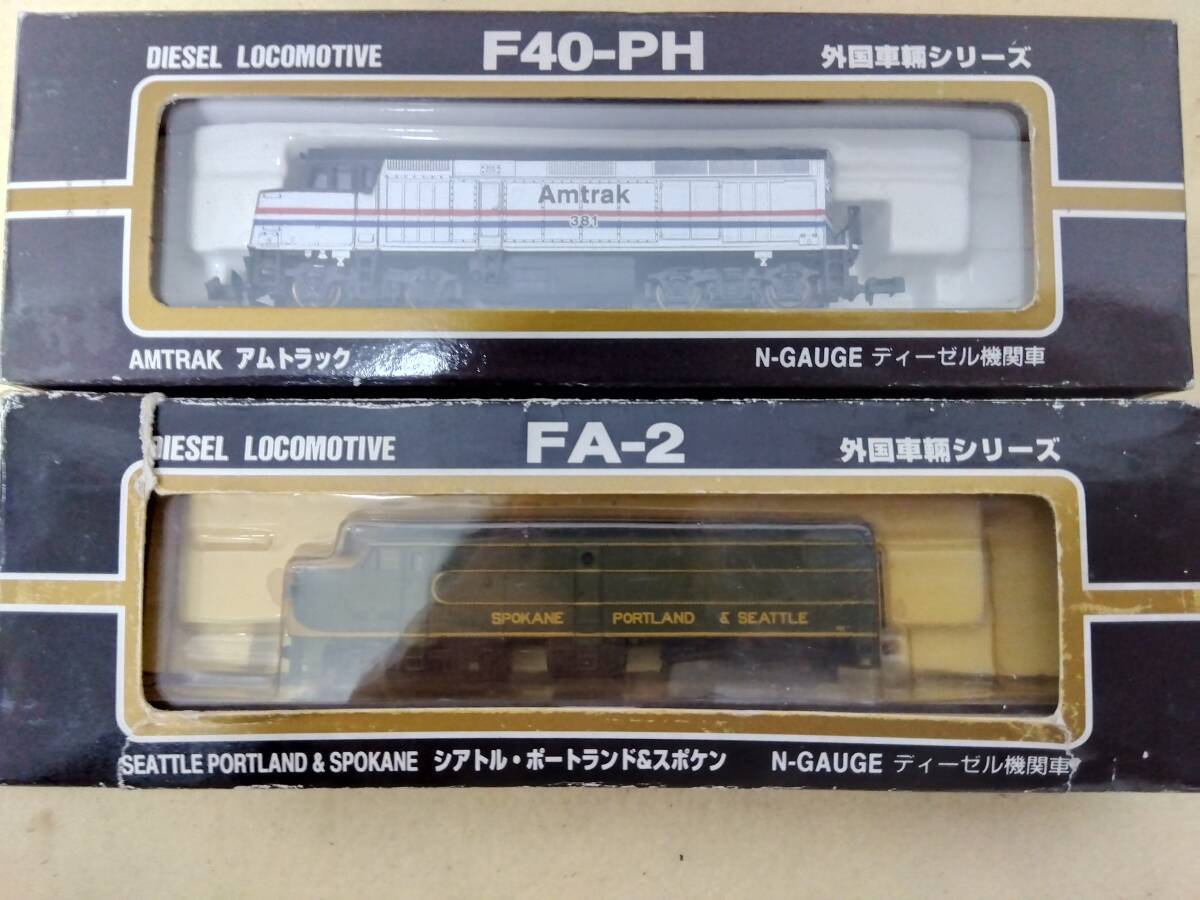 DIESEL LOCOMOTIVE F40-PH 外国車輌シリーズ
Amtrak
381
AMTRAK アムトラック N-GAUGE ディーゼル機関車
DIESEL LOCOMOTIVE FA-2 外国車輌シリーズ
SPOKANE PORTLAND & SEATTLE
SEATTLE PORTLAND & SPOKANE シアトル・ポートランド&スポケン N-GAUGE ディーゼル機関車